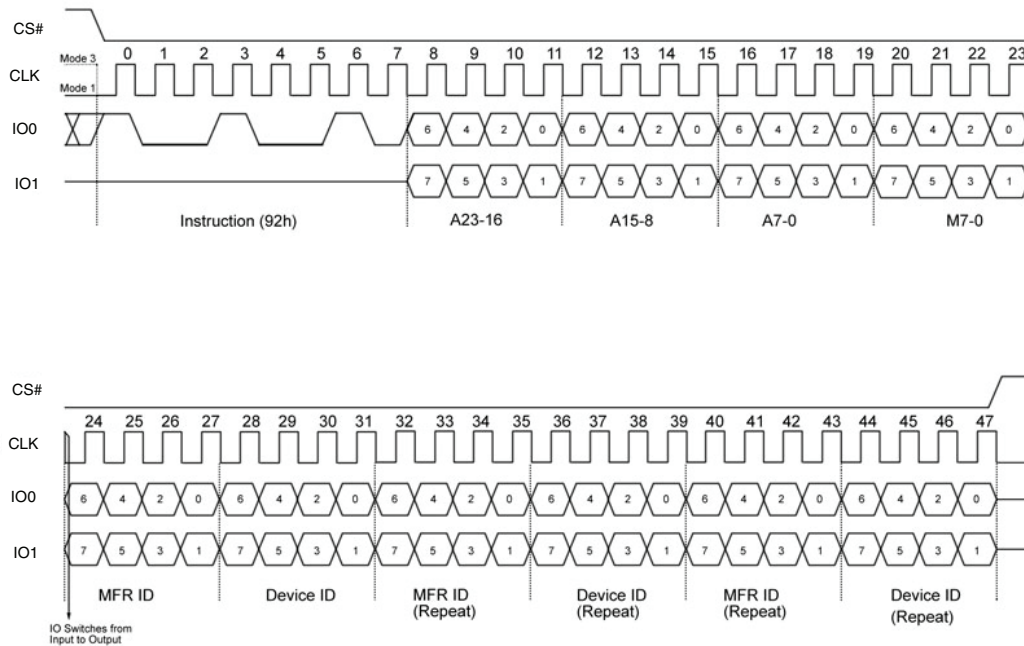 CS#
0 1 2 3 4 5 6 7 8 9 10 11 12 13 14 15 16 17 18 19 20 21 22 23
Mode 3
CLK
Mode 1
IO0 6 4 2 0 6 4 2 0 6 4 2 0 6 4 2 0
IO1 7 5 3 1 7 5 3 1 7 5 3 1 7 5 3 1
Instruction (92h) A23-16 A15-8 A7-0 M7-0
CS#
24 25 26 27 28 29 30 31 32 33 34 35 36 37 38 39 40 41 42 43 44 45 46 47
CLK
IO0 6 4 2 0 6 4 2 0 6 4 2 0 6 4 2 0 6 4 2 0 6 4 2 0
IO1 7 5 3 1 7 5 3 1 7 5 3 1 7 5 3 1 7 5 3 1 7 5 3 1
MFR ID Device ID MFR ID Device ID MFR ID Device ID
(Repeat) (Repeat) (Repeat) (Repeat)
IO Switches from
Input to Output